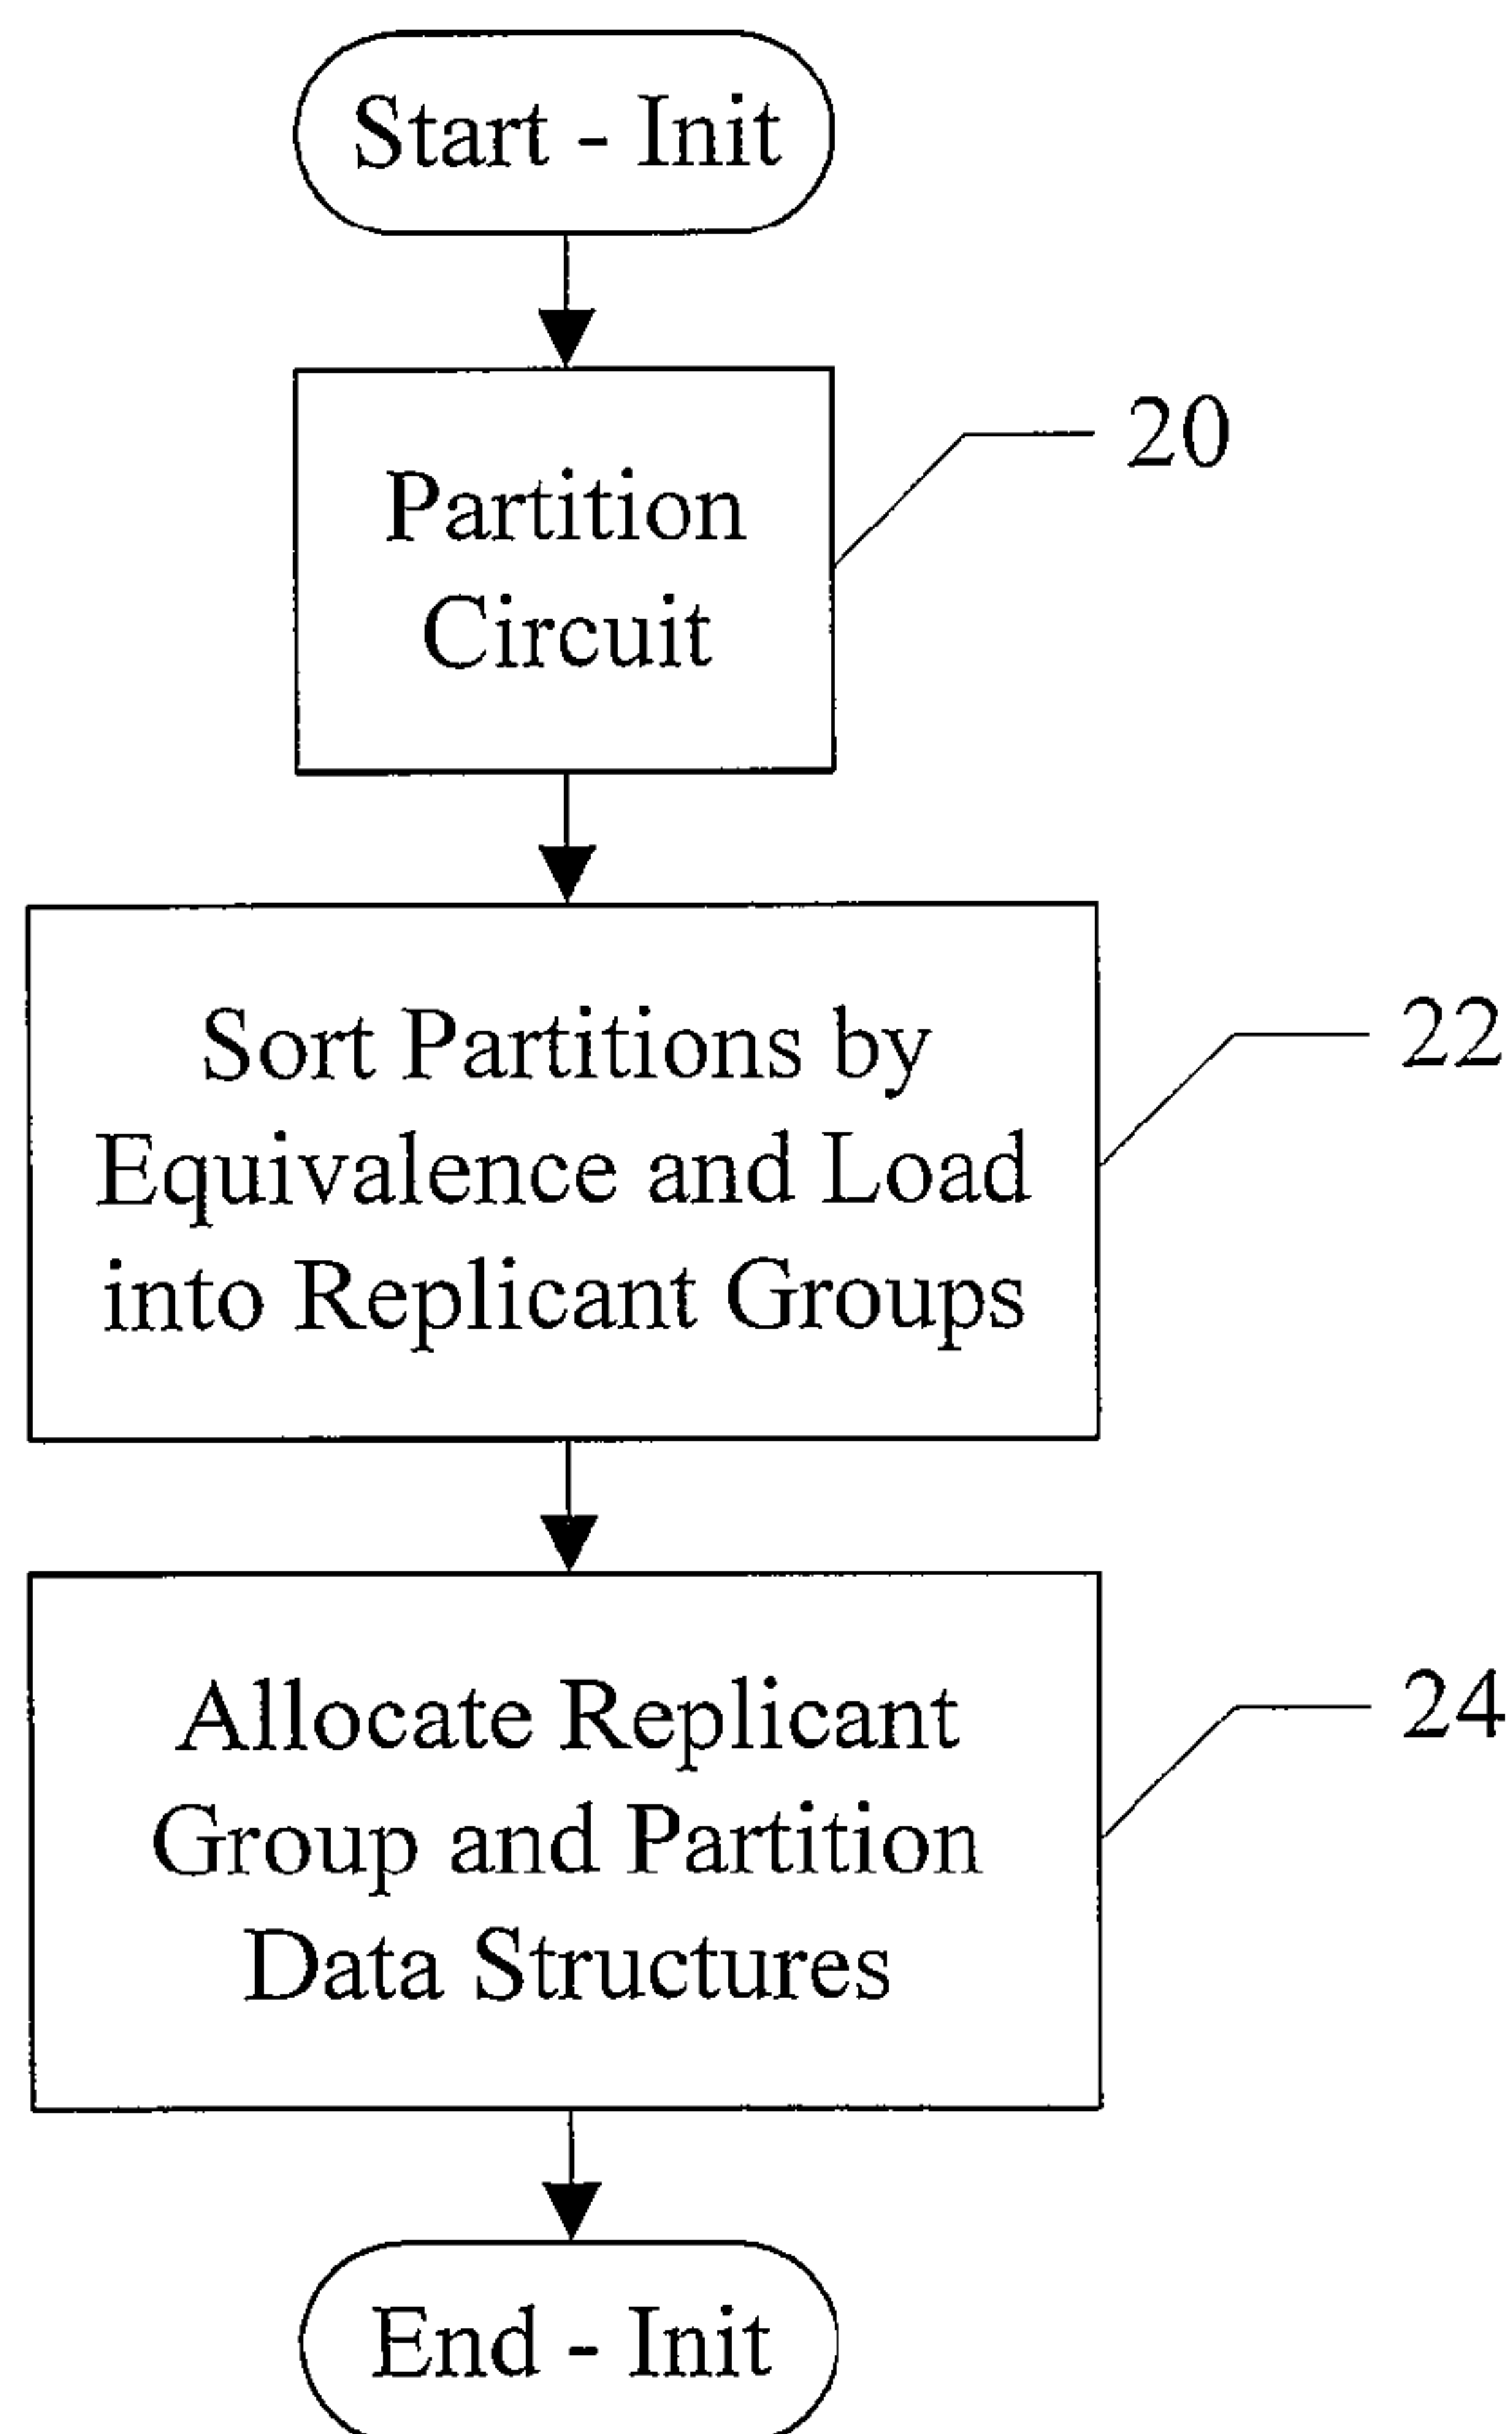 Start - Init
20
Partition
Circuit
22
Sort Partitions by
Equivalence and Load
into Replicant Groups
24
Allocate Replicant
Group and Partition
Data Structures
End - Init